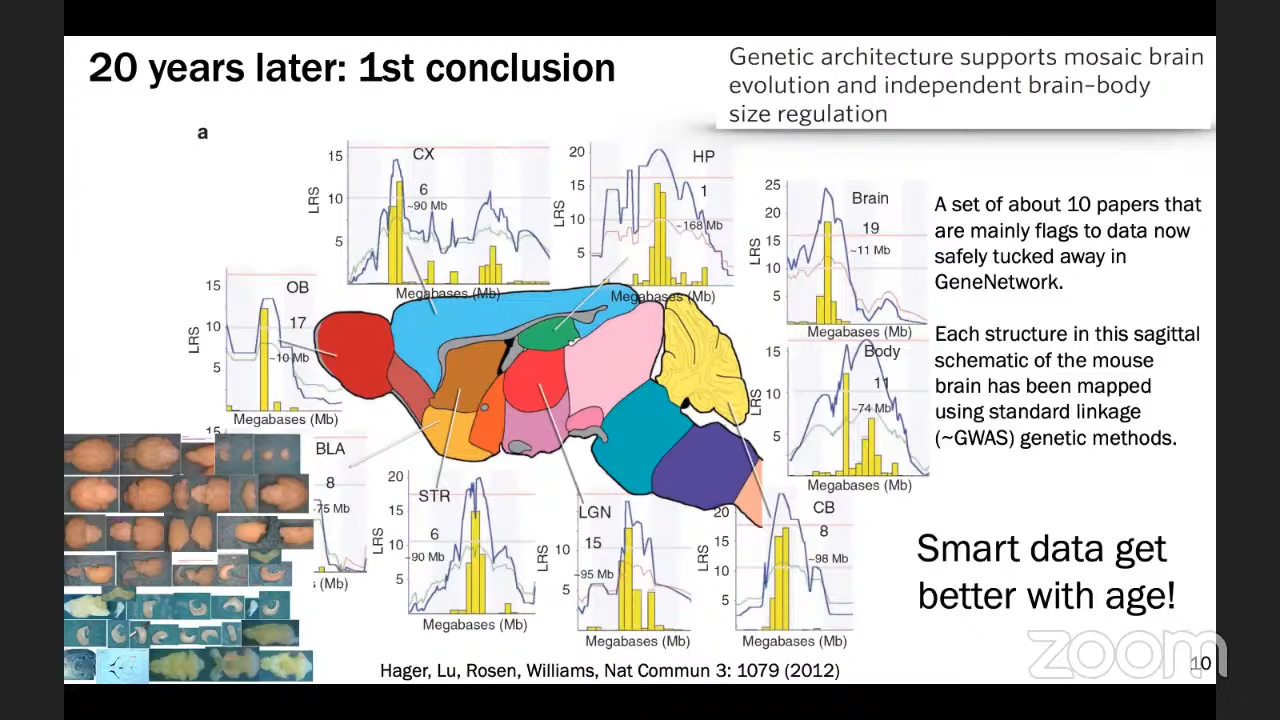 20 years later: 1st conclusion
Genetic architecture supports mosaic brain
evolution and independent brain–body
size regulation
a
15
10
5
LRS
CX
6
~90 Mb
Megabases (Mb)
20
15
10
5
LRS
HP
1
~168 Mb
Megabases (Mb)
25
20
15
10
5
LRS
Brain
19
~11 Mb
Megabases (Mb)
A set of about 10 papers that
are mainly flags to data now
safely tucked away in
GeneNetwork.
Each structure in this sagittal
schematic of the mouse
brain has been mapped
using standard linkage
(~GWAS) genetic methods.
15
10
5
LRS
OB
17
~10 Mb
Megabases (Mb)
15
10
5
LRS
Body
11
~74 Mb
Megabases (Mb)
15
BLA
8
~75 Mb
s (Mb)
20
15
10
5
LRS
STR
6
~90 Mb
Megabases (Mb)
10
5
LRS
LGN
15
~95 Mb
Megabases (Mb)
20
15
10
5
LRS
CB
8
~98 Mb
Megabases (Mb)
Smart data get
better with age!
Hager, Lu, Rosen, Williams, Nat Commun 3: 1079 (2012)
zoom
10